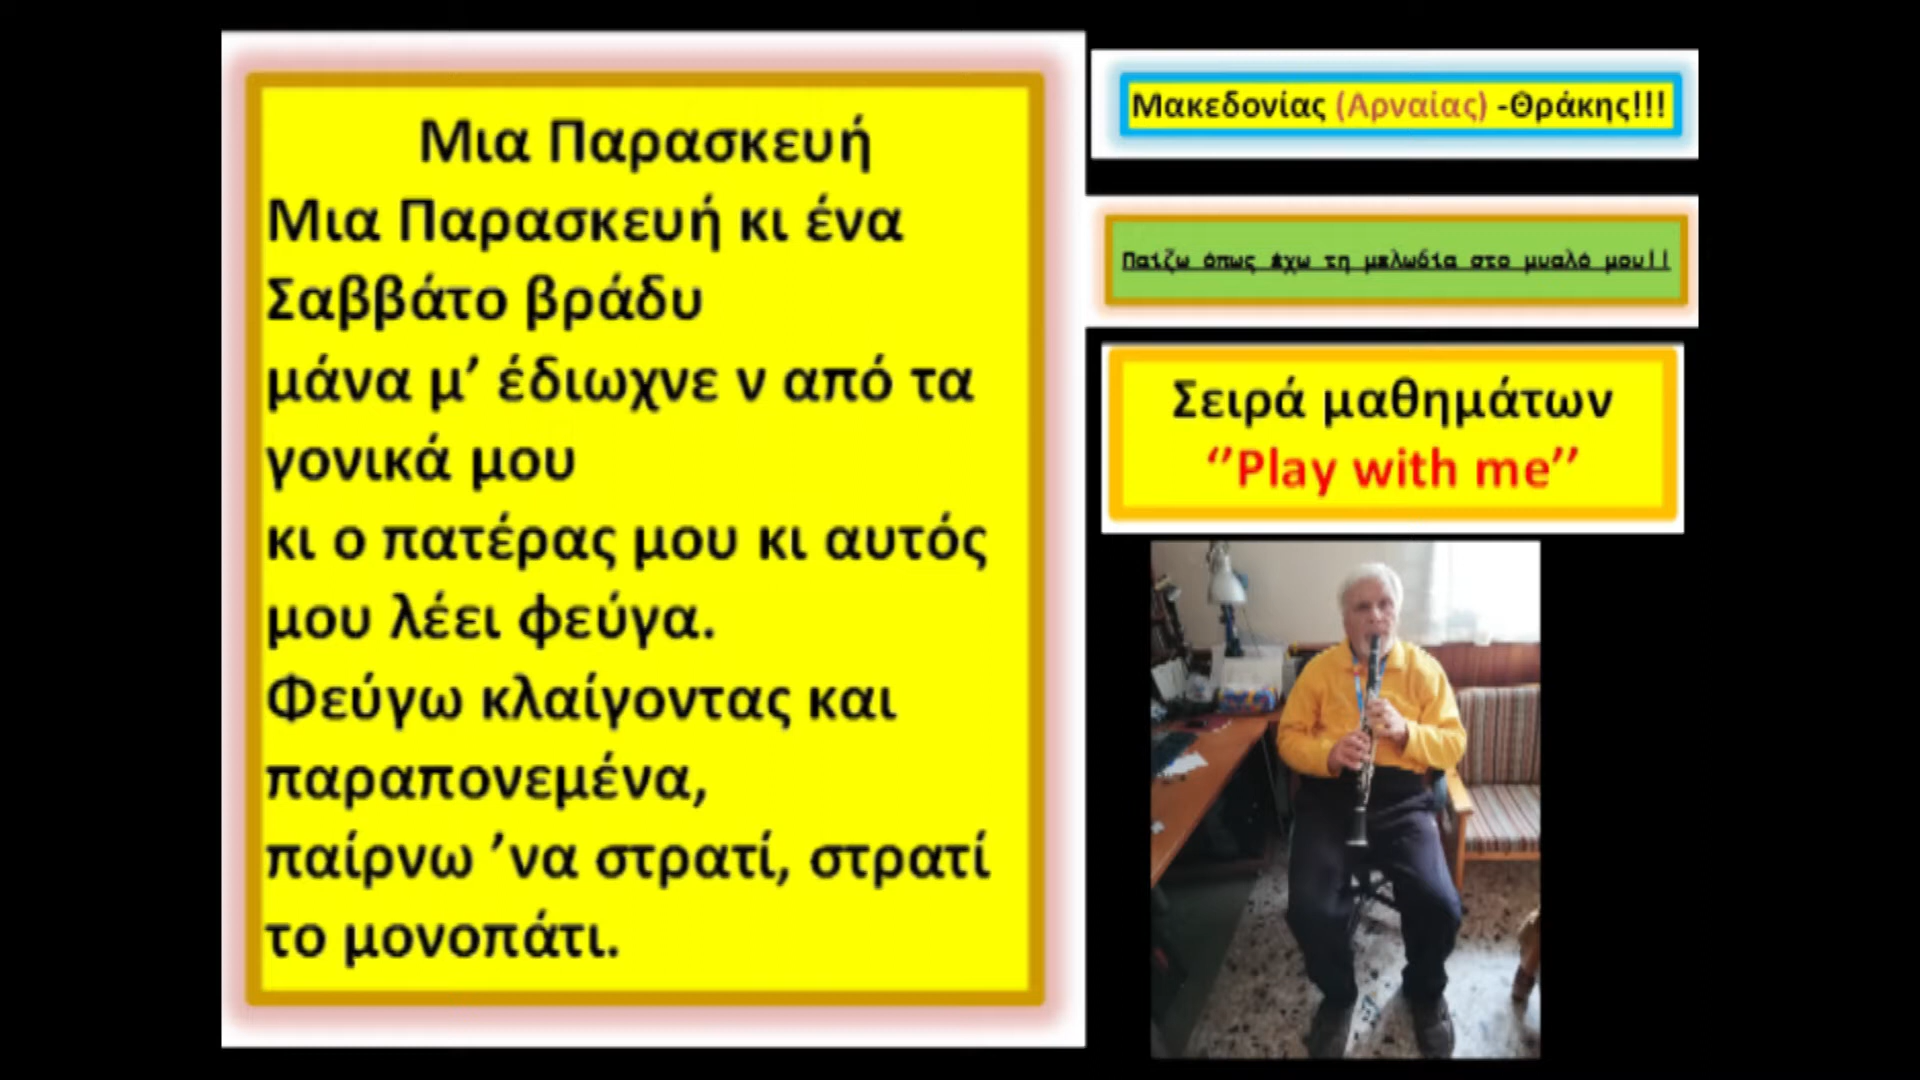 Μια Παρασκευή
Μια Παρασκευή κι ένα
Σαββάτο βράδυ
μάνα μ’ έδιωχνε ν από τα
γονικά μου
κι ο πατέρας μου κι αυτός
μου λέει φεύγα.
Φεύγω κλαίγοντας και
παραπονεμένα,
παίρνω ’να στρατί, στρατί
το μονοπάτι.
Μακεδονίας (Αρναίας) -Θράκης!!!
Παίζω όπως έχω τη μελωδία στο μυαλό μου!!
Σειρά μαθημάτων
‘’Play with me’’